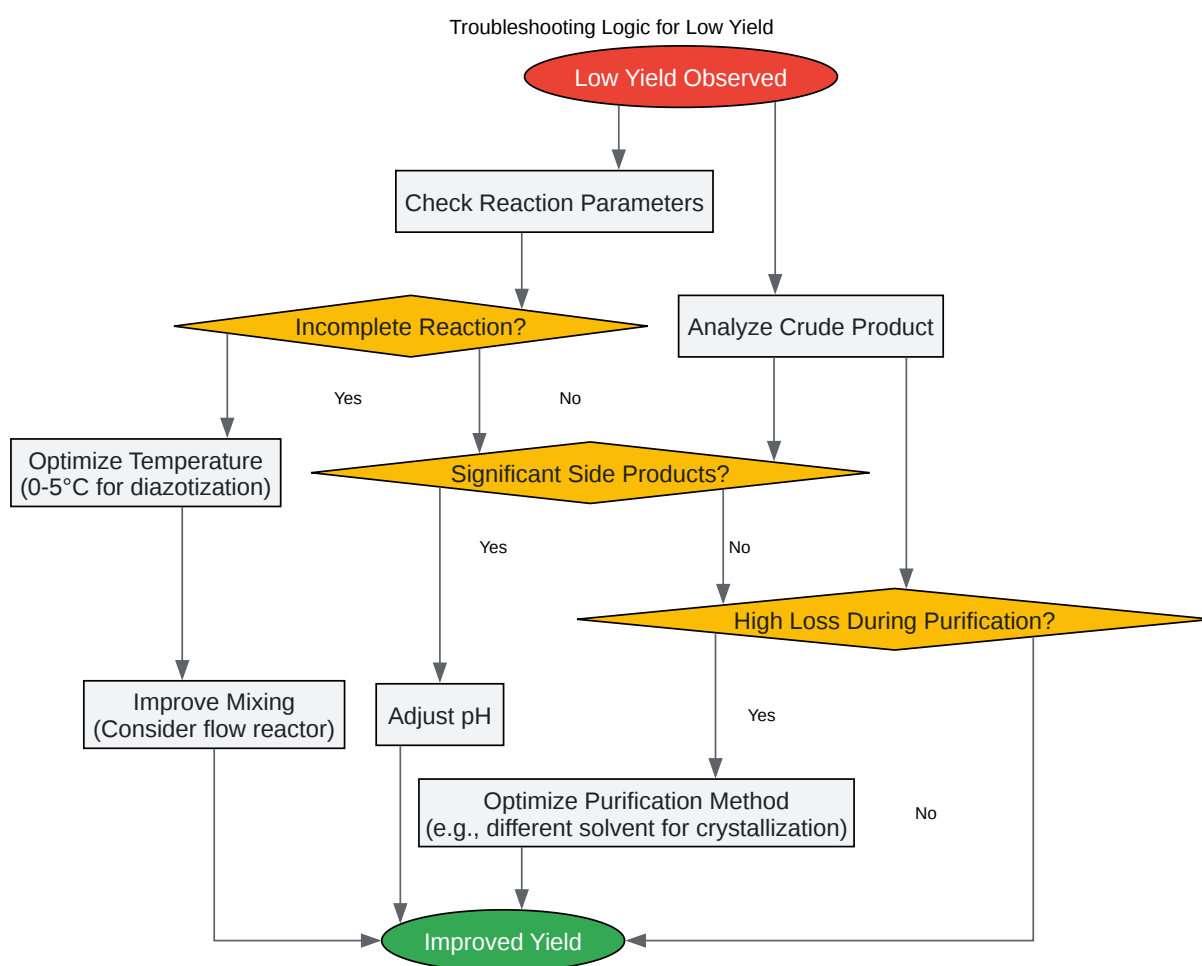 Troubleshooting Logic for Low Yield
Low Yield Observed
Check Reaction Parameters
Incomplete Reaction?
Analyze Crude Product
Yes
No
Optimize Temperature
(0-5°C for diazotization)
Significant Side Products?
Yes
No
High Loss During Purification?
Improve Mixing
(Consider flow reactor)
Adjust pH
Yes
Optimize Purification Method
(e.g., different solvent for crystallization)
No
Improved Yield